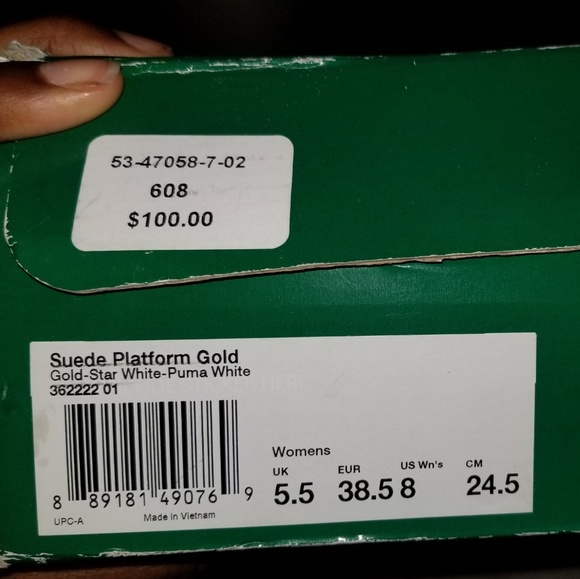 53-47058-7-02
608
$100.00
Suede Platform Gold
Gold-Star White-Puma White
362222 01
8 89181 49076 9
UPC-A Made in Vietnam
Womens
UK EUR US Wn's CM
5.5 38.5 8 24.5